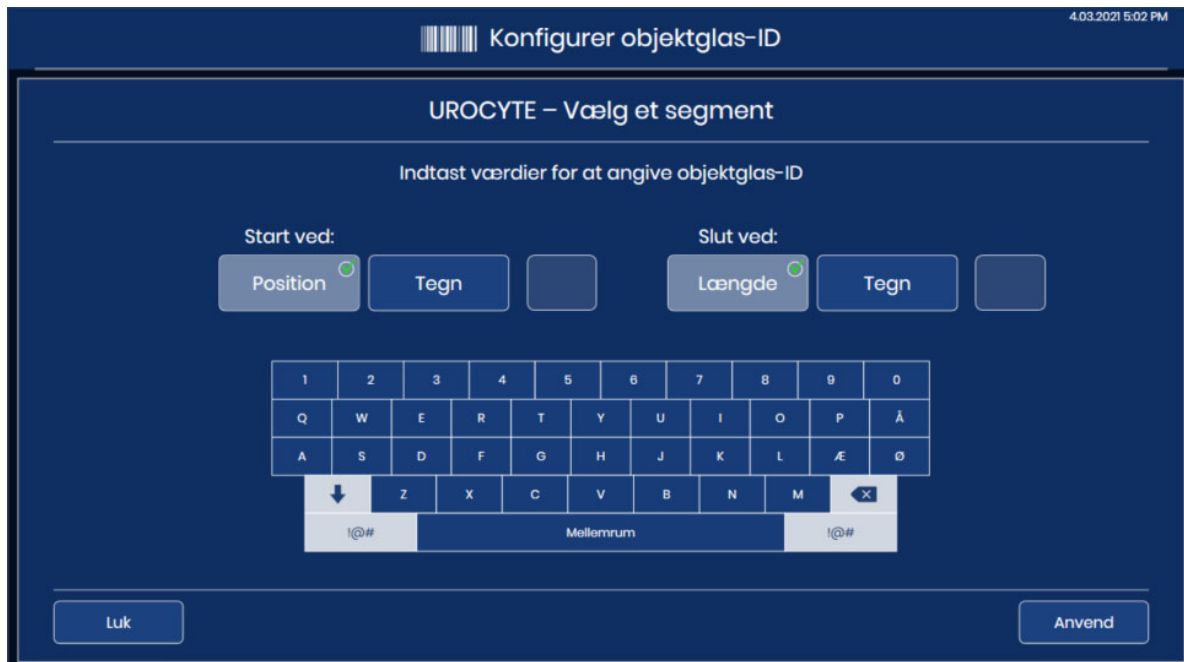 4.03.2021 5:02 PM
Konfigurer objektglas-ID
UROCYTE – Vælg et segment
Indtast værdier for at angive objektglas-ID
Start ved: Slut ved:
Position Tegn Længde Tegn
1 2 3 4 5 6 7 8 9 0
Q W E R T Y U I O P Å
A S D F G H J K L Æ Ø
Z X C V B N M
!@# Mellemrum !@#
Luk Anvend